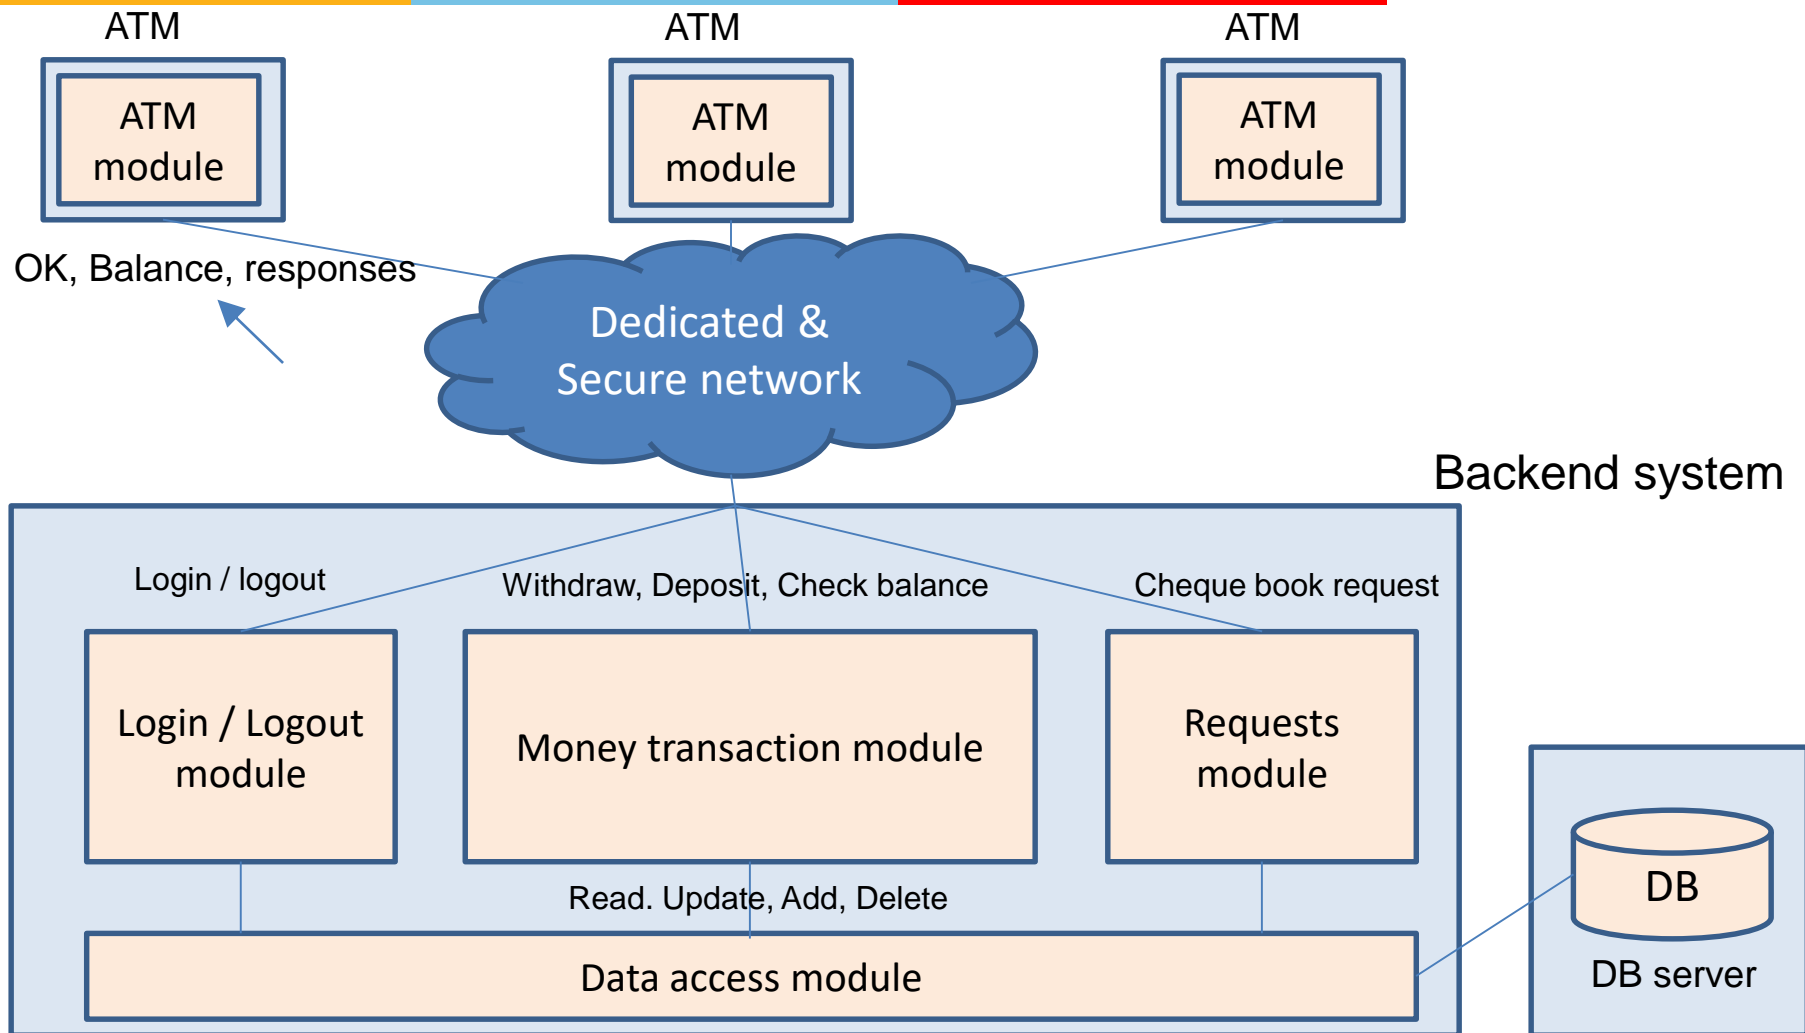 ATM
ATM
ATM
ATM
module
ATM
module
ATM
module
OK, Balance, responses
Dedicated &
Secure network
Backend system
Login / logout
Withdraw, Deposit, Check balance
Cheque book request
Login / Logout
module
Money transaction module
Requests
module
Read. Update, Add, Delete
Data access module
DB
DB server